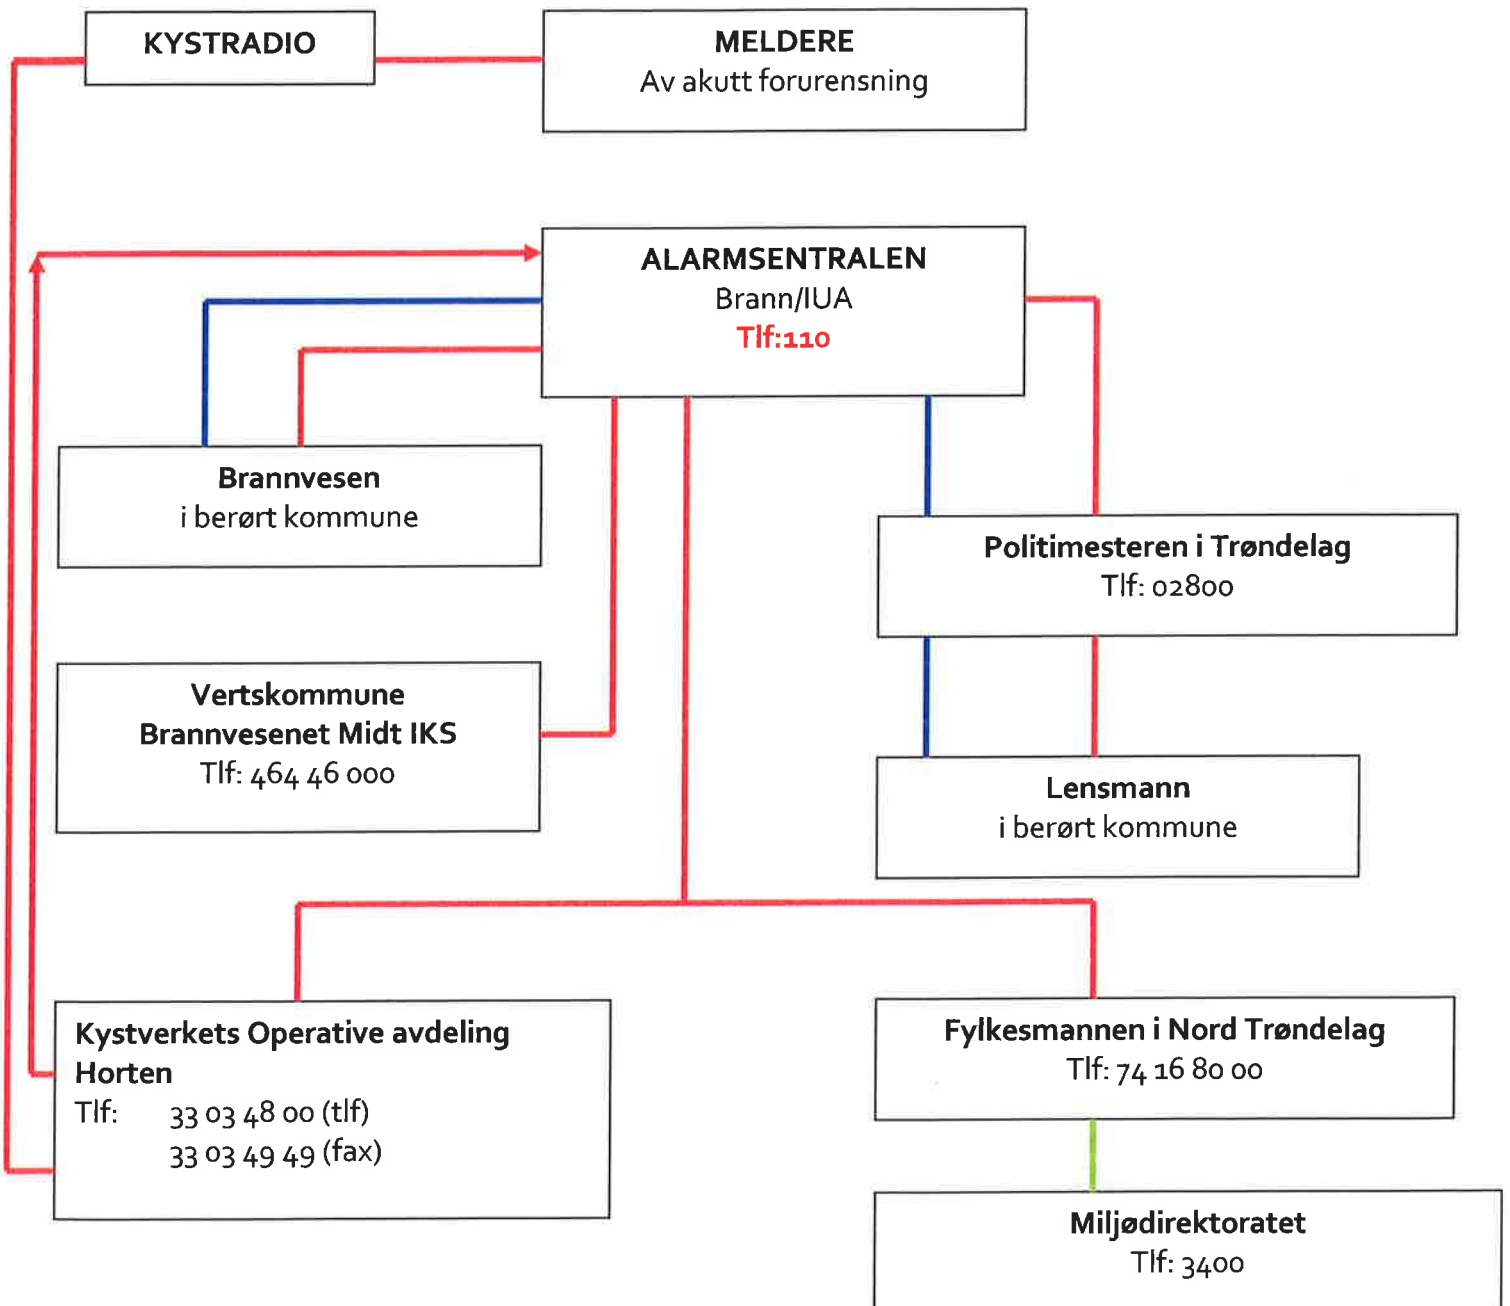 KYSTRADIO
MELDERE
Av akutt forurensning
ALARMSENTRALEN
Brann/IUA
Tlf:110
Brannvesen
i berørt kommune
Politimesteren i Trøndelag
Tlf: 02800
Vertskommune
Brannvesenet Midt IKS
Tlf: 464 46 000
Lensmann
i berørt kommune
Kystverkets Operative avdeling
Horten
Tlf: 33 03 48 00 (tlf)
33 03 49 49 (fax)
Fylkesmannen i Nord Trøndelag
Tlf: 74 16 80 00
Miljødirektoratet
Tlf: 3400